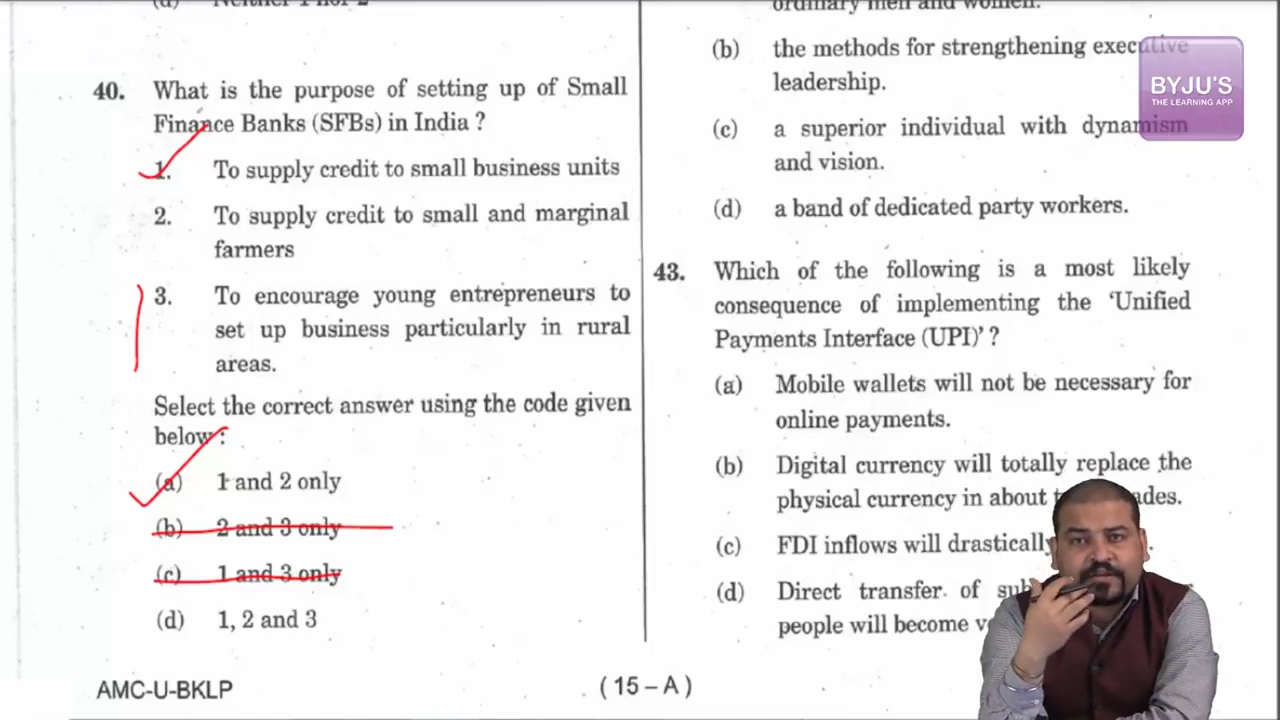 (d) Neither 1 nor 2
40. What is the purpose of setting up of Small
Finance Banks (SFBs) in India ?
1. To supply credit to small business units
2. To supply credit to small and marginal
farmers
3. To encourage young entrepreneurs to
set up business particularly in rural
areas.
Select the correct answer using the code given
below :
(a) 1 and 2 only
(b) 2 and 3 only
(c) 1 and 3 only
(d) 1, 2 and 3
AMC-U-BKLP
( 15 – A )
ordinary men and women.
(b) the methods for strengthening executive
leadership.
(c) a superior individual with dynamism
and vision.
(d) a band of dedicated party workers.
43. Which of the following is a most likely
consequence of implementing the ‘Unified
Payments Interface (UPI)’ ?
(a) Mobile wallets will not be necessary for
online payments.
(b) Digital currency will totally replace the
physical currency in about
(c) FDI inflows will drastically
(d) Direct transfer of
people will become
BYJU'S
THE LEARNING APP